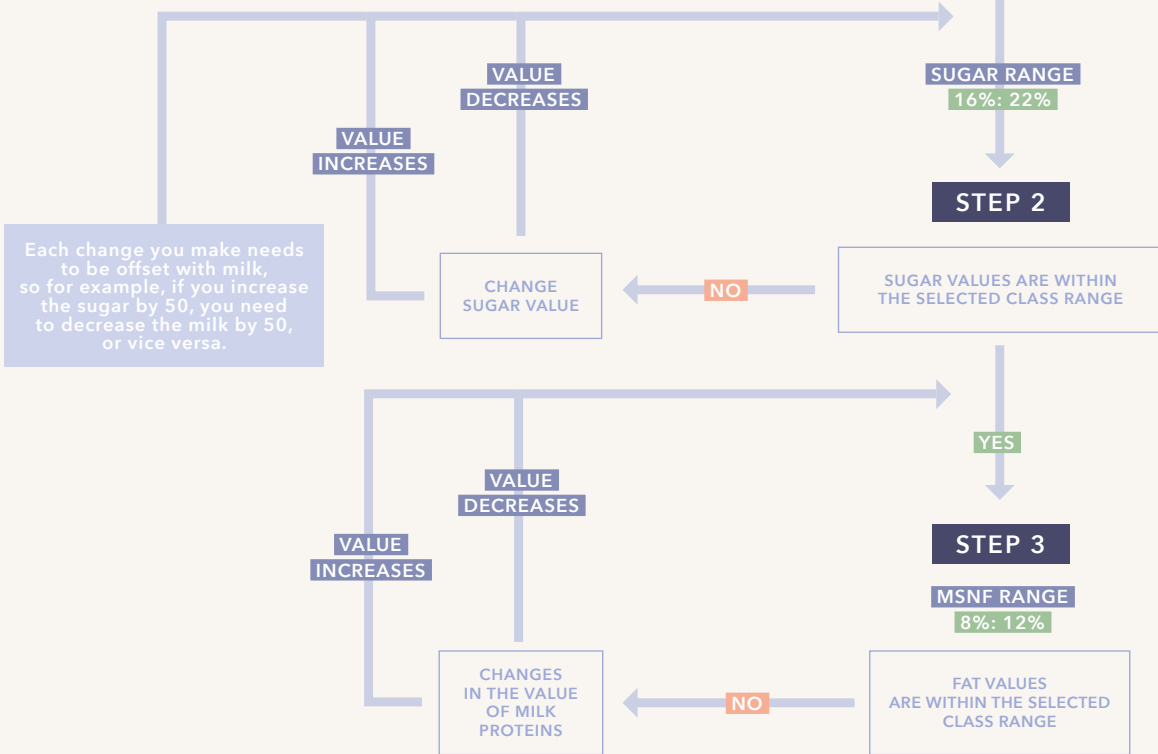 VALUE
DECREASES
SUGAR RANGE
16%: 22%
VALUE
INCREASES
STEP 2
Each change you make needs
to be offset with milk,
so for example, if you increase
the sugar by 50, you need
to decrease the milk by 50,
or vice versa.
CHANGE
SUGAR VALUE
NO
SUGAR VALUES ARE WITHIN
THE SELECTED CLASS RANGE
YES
VALUE
DECREASES
VALUE
INCREASES
STEP 3
MSNF RANGE
8%: 12%
CHANGES
IN THE VALUE
OF MILK
PROTEINS
NO
FAT VALUES
ARE WITHIN THE SELECTED
CLASS RANGE